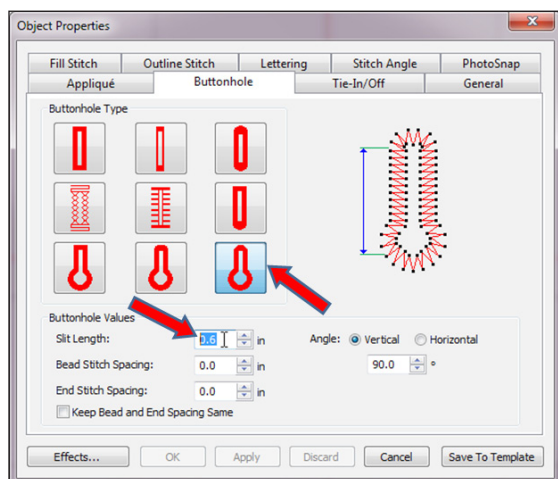 Object Properties
Fill Stitch Outline Stitch Lettering Stitch Angle PhotoSnap
Appliqué Buttonhole Tie-In/Off General
Buttonhole Type
Buttonhole Values
Slit Length: 0.6 in Angle: Vertical Horizontal
Bead Stitch Spacing: 0.0 in 90.0 °
End Stitch Spacing: 0.0 in
Keep Bead and End Spacing Same
Effects... OK Apply Discard Cancel Save To Template